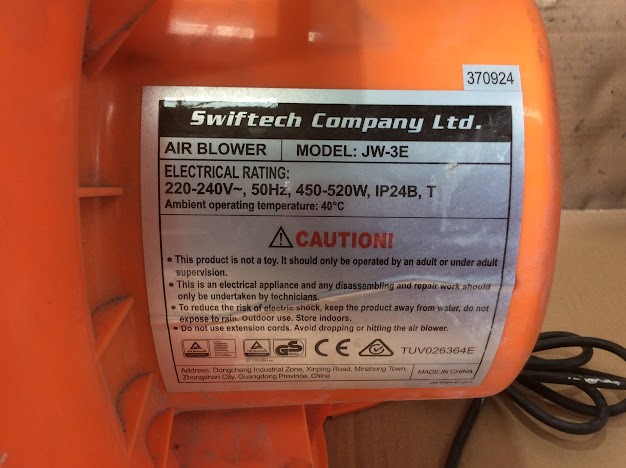 370924
Swiftech Company Ltd.
AIR BLOWER MODEL: JW-3E
ELECTRICAL RATING:
220-240V~, 50Hz, 450-520W, IP24B, T
Ambient operating temperature: 40°C
CAUTION!
• This product is not a toy. It should only be operated by an adult or under adult
supervision.
• This is an electrical appliance and any disassembling and repair work should
only be undertaken by technicians.
• To reduce the risk of electric shock, keep the product away from water, do not
expose to rain. Outdoor use. Store indoors.
• Do not use extension cords. Avoid dropping or hitting the air blower.
GS CE TUV026364E
Address: Dongcheng Industrial Zone, Xinping Road, Minzhong Town,
Zhongshan City, Guangdong Province, China
MADE IN CHINA